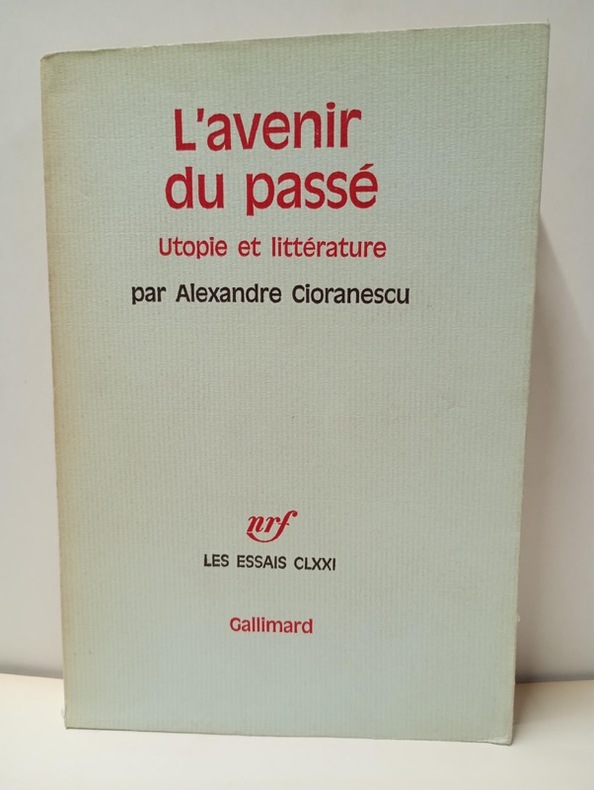 L'avenir
du passé
Utopie et littérature
par Alexandre Cioranescu
nrf
LES ESSAIS CLXXI
Gallimard